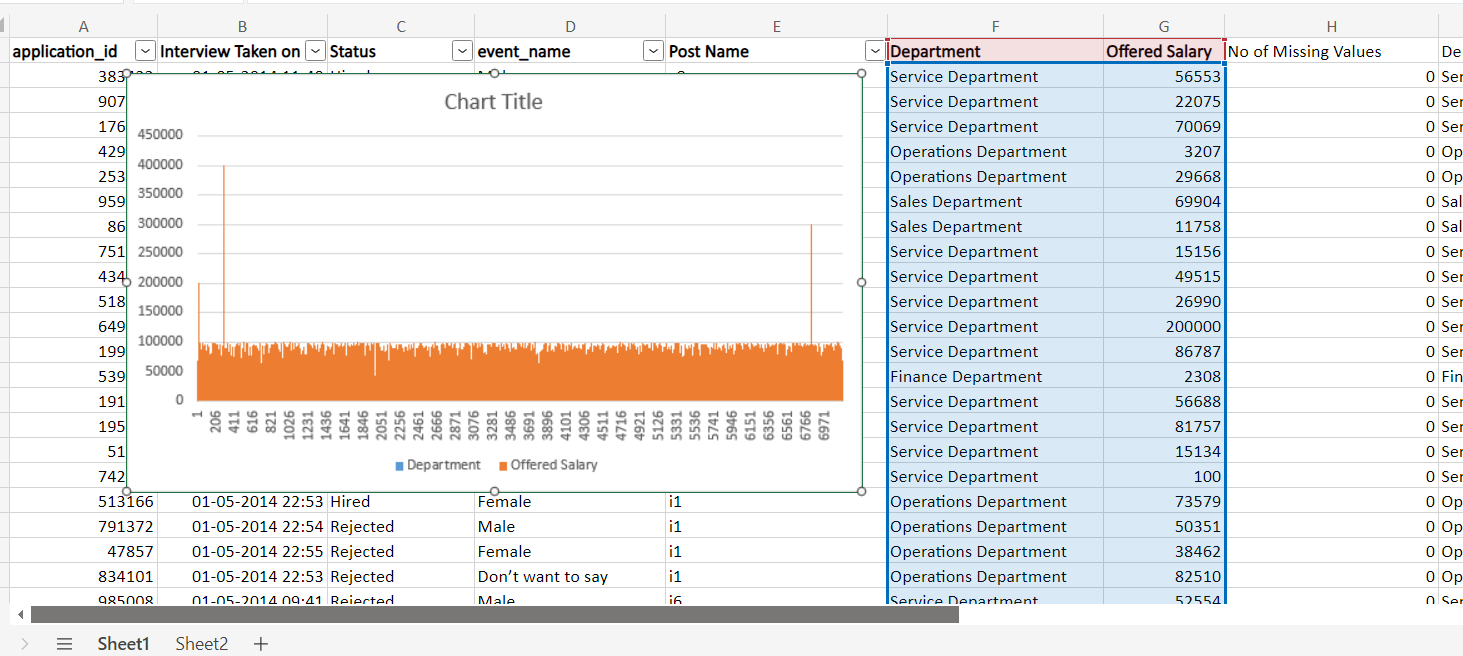 A B C D E F G H
application_id Interview Taken on Status event_name Post Name Department Offered Salary No of Missing Values De
383 Service Department 56553 0 Ser
907 Service Department 22075 0 Ser
176 Service Department 70069 0 Ser
429 Operations Department 3207 0 Op
253 Operations Department 29668 0 Op
959 Sales Department 69904 0 Sal
86 Sales Department 11758 0 Sal
751 Service Department 15156 0 Ser
434 Service Department 49515 0 Ser
518 Service Department 26990 0 Ser
649 Service Department 200000 0 Ser
199 Service Department 86787 0 Ser
539 Finance Department 2308 0 Fin
191 Service Department 56688 0 Ser
195 Service Department 81757 0 Ser
51 Service Department 15134 0 Ser
742 Service Department 100 0 Ser
Chart Title
450000
400000
350000
300000
250000
200000
150000
100000
50000
0
1 206 411 616 821 1026 1231 1436 1641 1846 2051 2256 2461 2666 2871 3076 3281 3486 3691 3896 4101 4306 4511 4716 4921 5126 5331 5536 5741 5946 6151 6356 6561 6766 6971
Department Offered Salary
513166 01-05-2014 22:53 Hired Female i1 Operations Department 73579 0 Op
791372 01-05-2014 22:54 Rejected Male i1 Operations Department 50351 0 Op
47857 01-05-2014 22:55 Rejected Female i1 Operations Department 38462 0 Op
834101 01-05-2014 22:53 Rejected Don’t want to say i1 Operations Department 82510 0 Op
985008 01-05-2014 09:41 Rejected Male i6 Service Department 52554 0 Ser
Sheet1 Sheet2